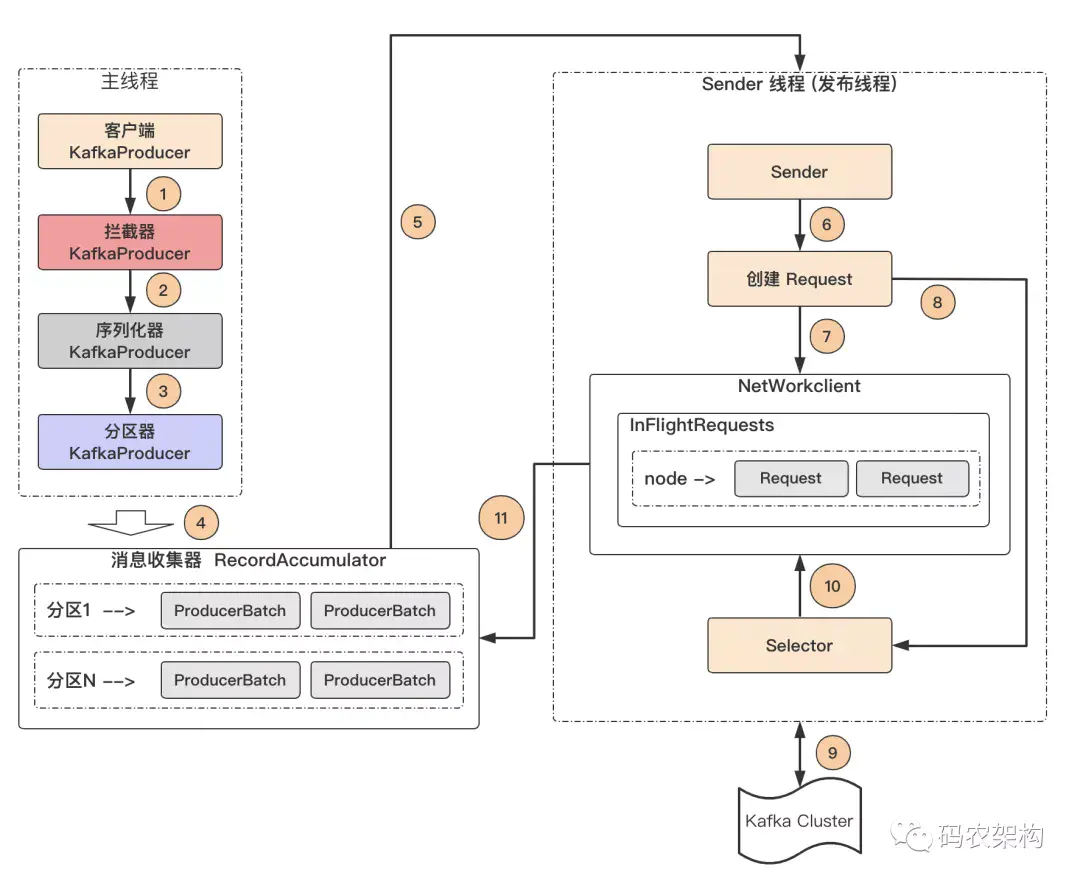 主线程
客户端
KafkaProducer
1
拦截器
KafkaProducer
2
序列化器
KafkaProducer
3
分区器
KafkaProducer
4
消息收集器 RecordAccumulator
分区1 --> ProducerBatch ProducerBatch
分区N --> ProducerBatch ProducerBatch
5
Sender 线程 (发布线程)
Sender
6
创建 Request
8
7
NetWorkclient
InFlightRequests
node -> Request Request
11
10
Selector
9
Kafka Cluster
码农架构